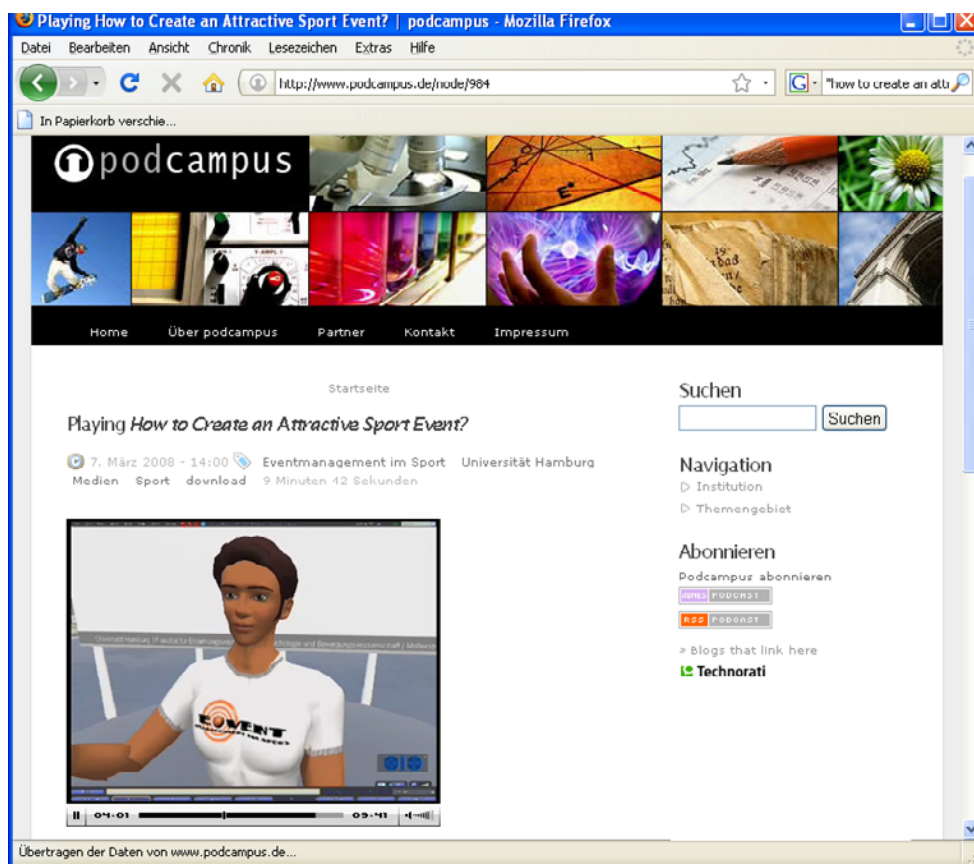 Playing How to Create an Attractive Sport Event? | podcampus - Mozilla Firefox
Datei Bearbeiten Ansicht Chronik Lesezeichen Extras Hilfe
http://www.podcampus.de/node/984
G "how to create an attr
In Papierkorb verschie...
podcampus
Home Über podcampus Partner Kontakt Impressum
Startseite
Playing How to Create an Attractive Sport Event?
7. März 2008 - 14:00 Eventmanagement im Sport Universität Hamburg
Medien Sport download 9 Minuten 42 Sekunden
EOVENT
04:01 09:41
Suchen
Suchen
Navigation
Institution
Themengebiet
Abonnieren
Podcampus abonnieren
ITUNES PODCAST
RSS PODCAST
» Blogs that link here
Technorati
Übertragen der Daten von www.podcampus.de...